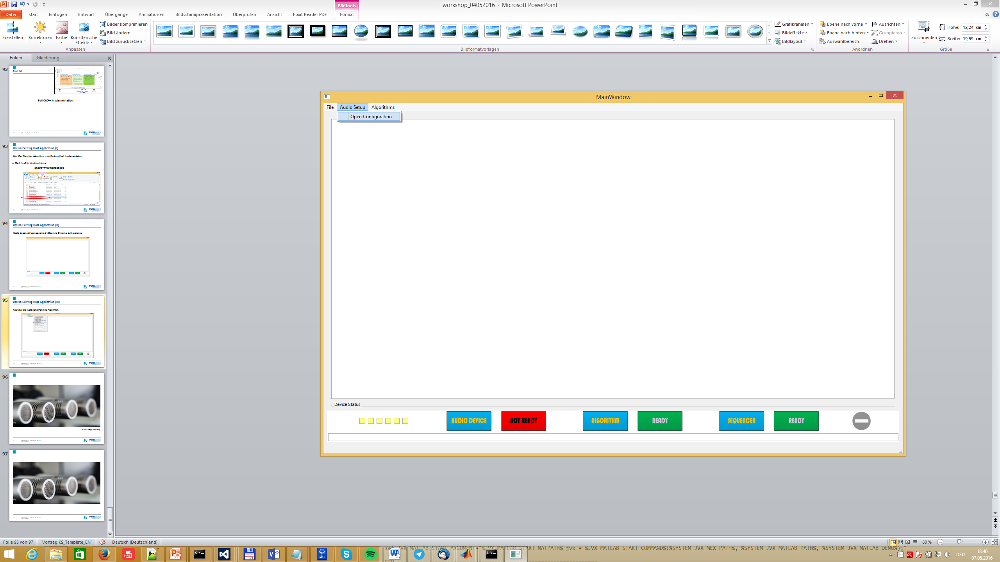 workshop_04052016 - Microsoft PowerPoint
Bildtools
Datei Start Einfügen Entwurf Übergänge Animationen Bildschirmpräsentation Überprüfen Ansicht Foxit Reader PDF Format
Freistellen
Korrekturen
Farbe
Künstlerische Effekte
Bilder komprimieren
Bild ändern
Bild zurücksetzen
Anpassen
Bildformatvorlagen
Grafikrahmen
Bildeffekte
Bildlayout
Ebene nach vorne
Ebene nach hinten
Auswahlbereich
Ausrichten
Gruppieren
Drehen
Anordnen
Zuschneiden
Höhe: 12,24 cm
Breite: 19,59 cm
Größe
Folien Gliederung
92
Part VI
Full C/C++ Implementation
93
Use an Existing Host Application (I)
We May Run Our Algorithm in an Existing Host Implementation
Start host by double-clicking
start-jvxRtprocHost
94
Use an Existing Host Application (II)
Hosts Loads all Components by Opening Dynamic Link Libraries
95
Use an Existing Host Application (III)
Activate the Left-right-Panning Algorithm
96
97
MainWindow
File Audio Setup Algorithms
Open Configuration
Device Status
AUDIO DEVICE NOT READY ALGORITHM READY SEQUENCER READY
Folie 95 von 97 "VortragIKS_Template_EN" Deutsch (Deutschland) 80 %
set JVX_MATLAB_START_ARGUMENT="%JVX_MATLAB_START_MATPATH% jvx = %JVX_MATLAB_START_COMMAND%(%SYSTEM_JVX_MEX_PATH%, %SYSTEM_JVX_MATLAB_PATH%, %SYSTEM_JVX_MATLAB_DEMO%);"
DEU
18:40
07.05.2016